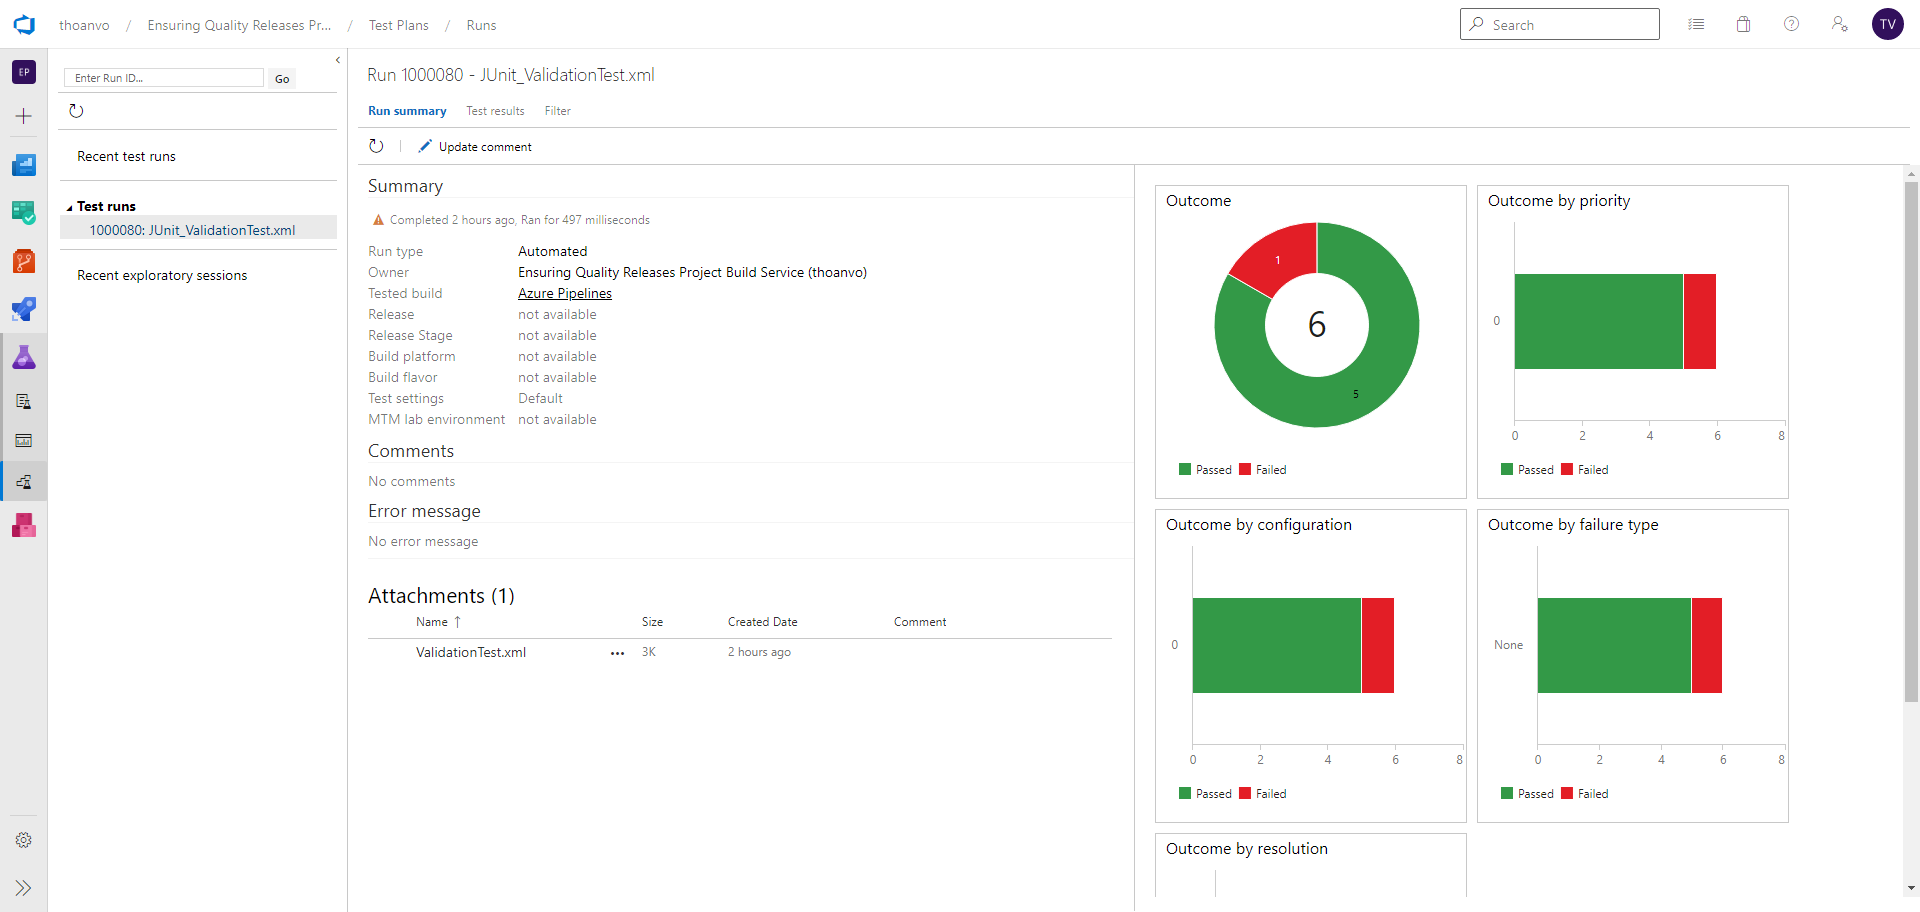 thoanvo / Ensuring Quality Releases Pr... / Test Plans / Runs
Search
TV
EP
Enter Run ID...
Go
Recent test runs
Test runs
1000080: JUnit_ValidationTest.xml
Recent exploratory sessions
Run 1000080 - JUnit_ValidationTest.xml
Run summary Test results Filter
Update comment
Summary
Completed 2 hours ago, Ran for 497 milliseconds
Run type Automated
Owner Ensuring Quality Releases Project Build Service (thoanvo)
Tested build Azure Pipelines
Release not available
Release Stage not available
Build platform not available
Build flavor not available
Test settings Default
MTM lab environment not available
Comments
No comments
Error message
No error message
Attachments (1)
Name ↑ Size Created Date Comment
ValidationTest.xml ... 3K 2 hours ago
Outcome
1
6
5
Passed Failed
Outcome by priority
0
0 2 4 6 8
Passed Failed
Outcome by configuration
0
0 2 4 6 8
Passed Failed
Outcome by failure type
None
0 2 4 6 8
Passed Failed
Outcome by resolution